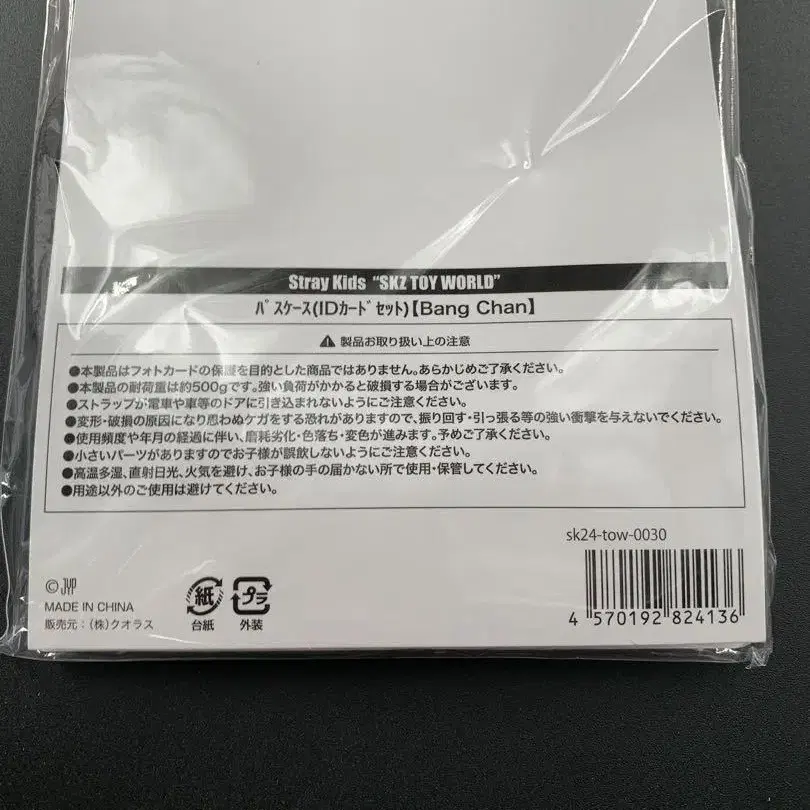 Stray Kids “SKZ TOY WORLD”
ﾊﾟｽｹｰｽ(IDｶｰﾄﾞｾｯﾄ)【Bang Chan】
⚠ 製品お取り扱い上の注意
●本製品はフォトカードの保護を目的とした商品ではありません。あらかじめご了承ください。
●本製品の耐荷重は約500gです。強い負荷がかかると破損する場合がございます。
●ストラップが電車や車等のドアに引き込まれないようにご注意ください。
●変形・破損の原因になり思わぬケガをする恐れがありますので、振り回す・引っ張る等の強い衝撃を与えないでください。
●使用頻度や年月の経過に伴い、磨耗劣化・色落ち・変色が進みます。予めご了承ください。
●小さいパーツがありますのでお子様が誤飲しないようにご注意ください。
●高温多湿、直射日光、火気を避け、お子様の手の届かない所で使用・保管してください。
●用途以外のご使用は避けてください。
sk24-tow-0030
4 570192 824136
© JYP
MADE IN CHINA
販売元：(株)クオラス
紙
台紙
プラ
外装